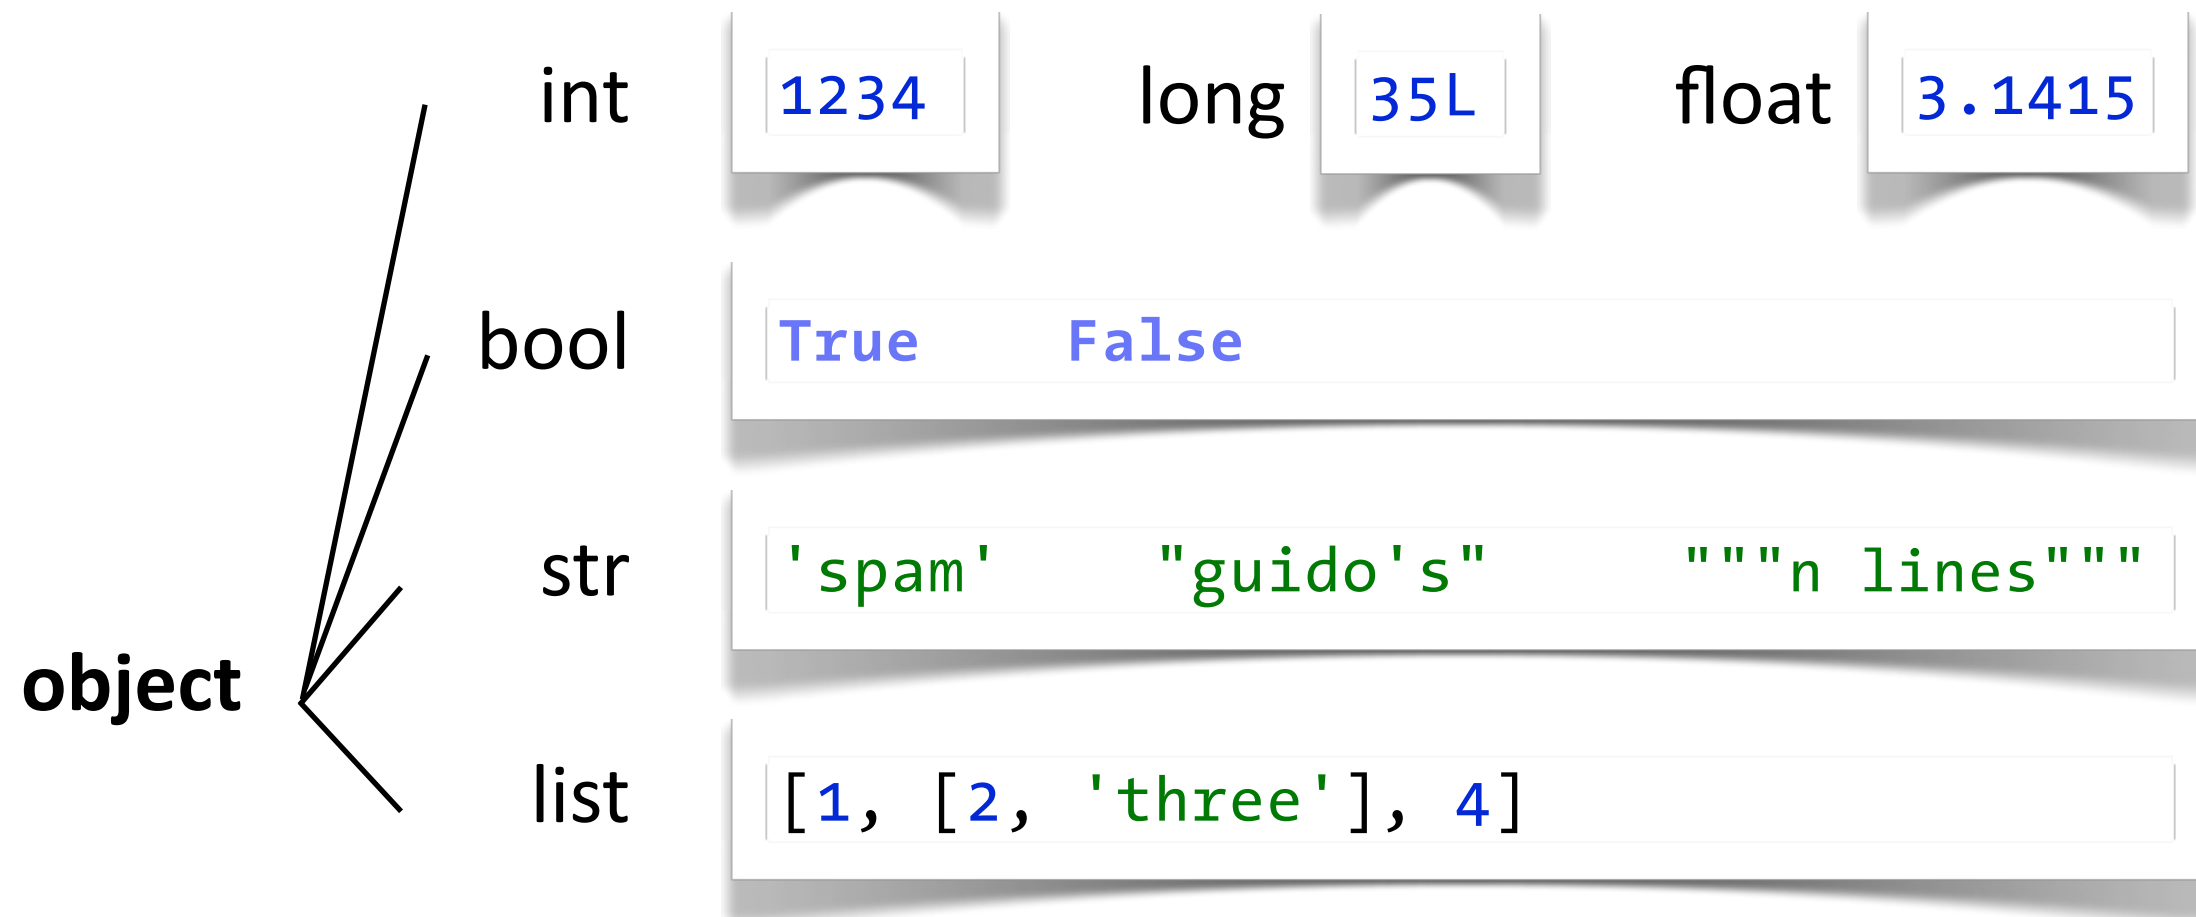 int 1234 long 35L float 3.1415
bool True False
str 'spam' "guido's" """n lines"""
object
list [1, [2, 'three'], 4]